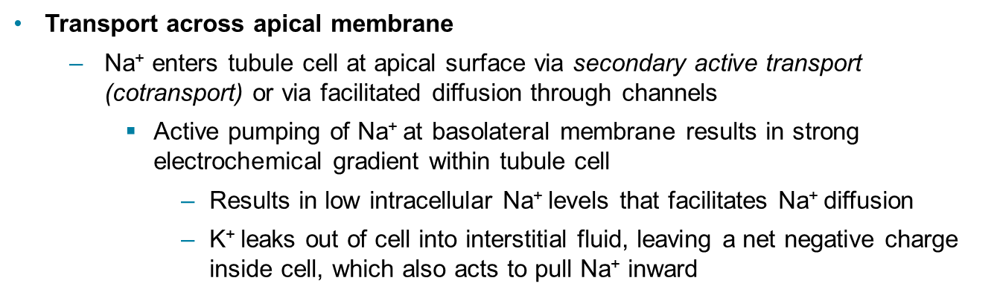 • Transport across apical membrane
– Na⁺ enters tubule cell at apical surface via secondary active transport
(cotransport) or via facilitated diffusion through channels
▪ Active pumping of Na⁺ at basolateral membrane results in strong
electrochemical gradient within tubule cell
– Results in low intracellular Na⁺ levels that facilitates Na⁺ diffusion
– K⁺ leaks out of cell into interstitial fluid, leaving a net negative charge
inside cell, which also acts to pull Na⁺ inward